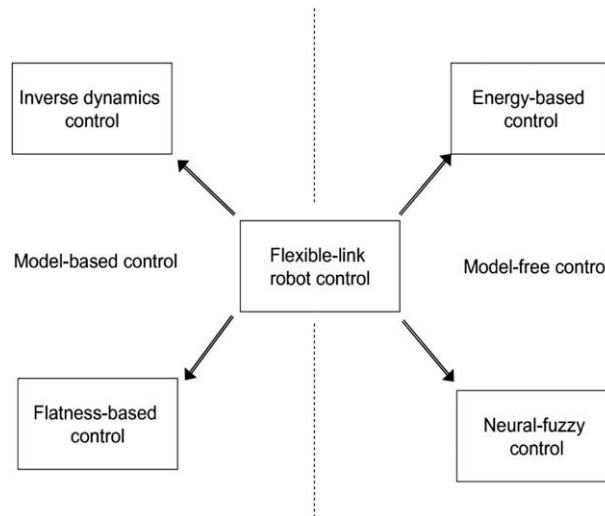 Inverse dynamics
control
Energy-based
control
Model-based control
Flexible-link
robot control
Model-free control
Flatness-based
control
Neural-fuzzy
control